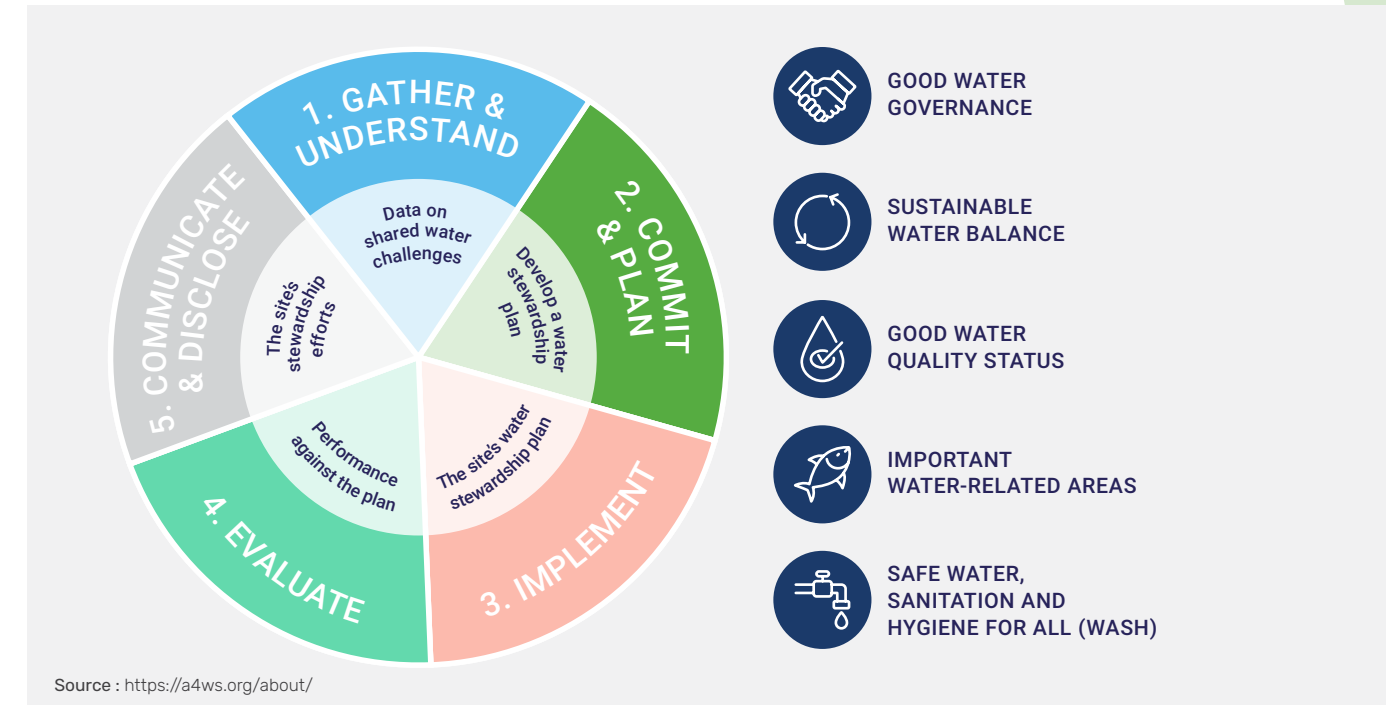 1. GATHER &
UNDERSTAND
Data on
shared water
challenges
2. COMMIT
& PLAN
Develop a water
stewardship
plan
3. IMPLEMENT
The site's water
stewardship plan
4. EVALUATE
Performance
against the plan
5. COMMUNICATE
& DISCLOSE
The site's
stewardship
efforts
GOOD WATER
GOVERNANCE
SUSTAINABLE
WATER BALANCE
GOOD WATER
QUALITY STATUS
IMPORTANT
WATER-RELATED AREAS
SAFE WATER,
SANITATION AND
HYGIENE FOR ALL (WASH)
Source : https://a4ws.org/about/